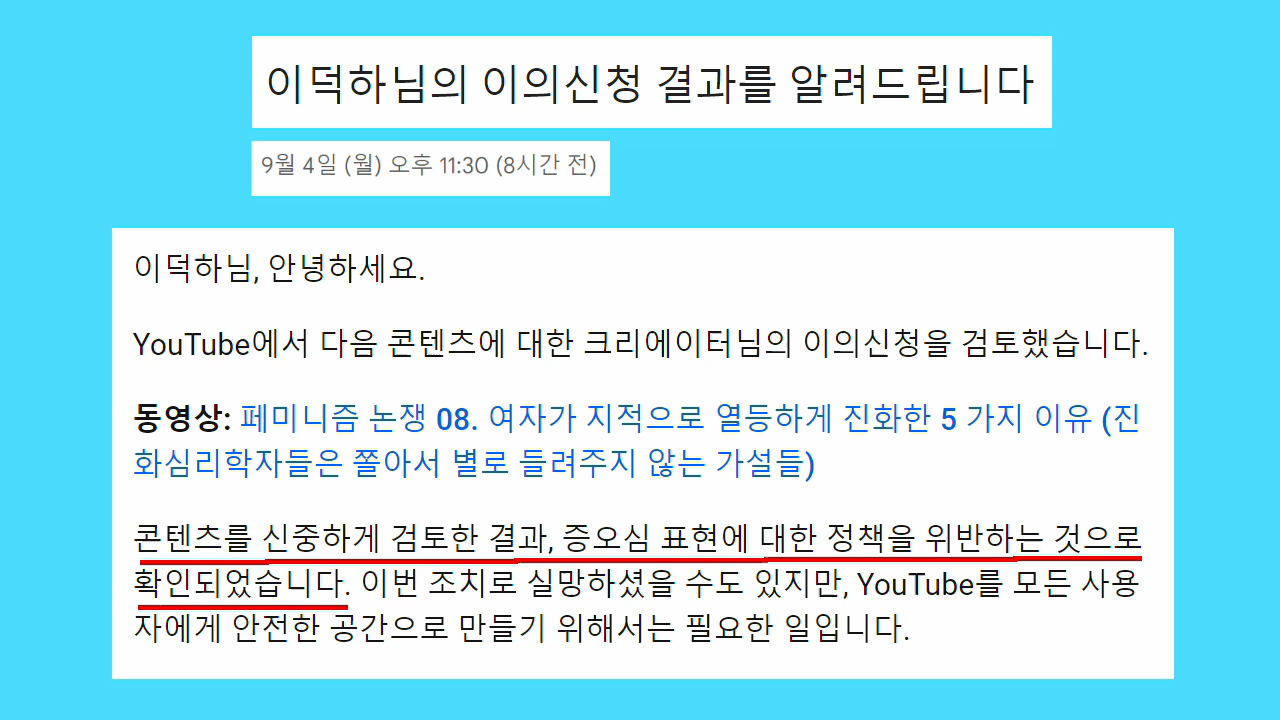 이덕하님의 이의신청 결과를 알려드립니다
9월 4일 (월) 오후 11:30 (8시간 전)
이덕하님, 안녕하세요.
YouTube에서 다음 콘텐츠에 대한 크리에이터님의 이의신청을 검토했습니다.
동영상: 페미니즘 논쟁 08. 여자가 지적으로 열등하게 진화한 5 가지 이유 (진
화심리학자들은 쫄아서 별로 들려주지 않는 가설들)
콘텐츠를 신중하게 검토한 결과, 증오심 표현에 대한 정책을 위반하는 것으로
확인되었습니다. 이번 조치로 실망하셨을 수도 있지만, YouTube를 모든 사용
자에게 안전한 공간으로 만들기 위해서는 필요한 일입니다.